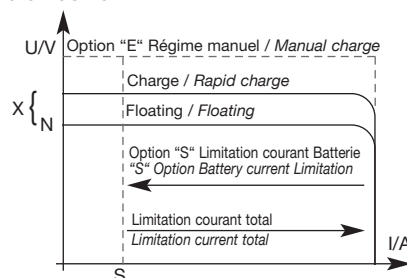 U/V
Option "E" Régime manuel / Manual charge
Charge / Rapid charge
X {
N
Floating / Floating
Option "S" Limitation courant Batterie
"S" Option Battery current Limitation
Limitation courant total
Limitation current total
I/A
S